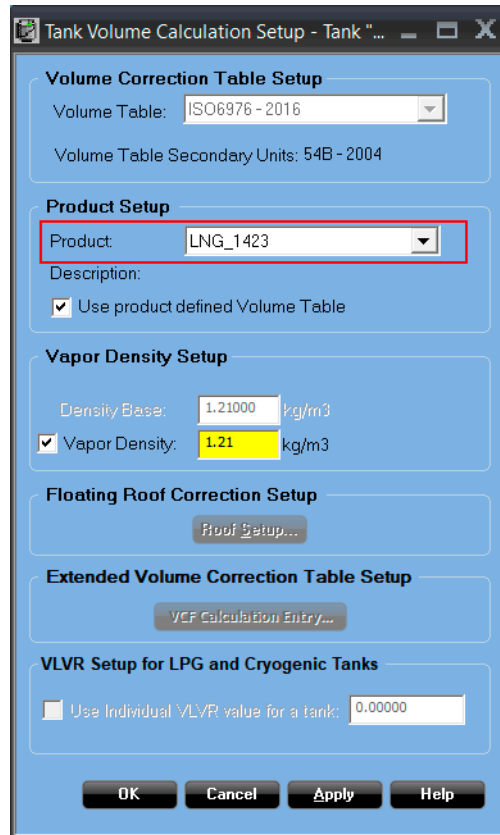 Tank Volume Calculation Setup - Tank "...
Volume Correction Table Setup
Volume Table: ISO6976 - 2016
Volume Table Secondary Units: 54B - 2004
Product Setup
Product: LNG_1423
Description:
Use product defined Volume Table
Vapor Density Setup
Density Base: 1.21000 kg/m3
Vapor Density: 1.21 kg/m3
Floating Roof Correction Setup
Roof Setup...
Extended Volume Correction Table Setup
VCF Calculation Entry...
VLVR Setup for LPG and Cryogenic Tanks
Use Individual VLVR value for a tank: 0.00000
OK Cancel Apply Help